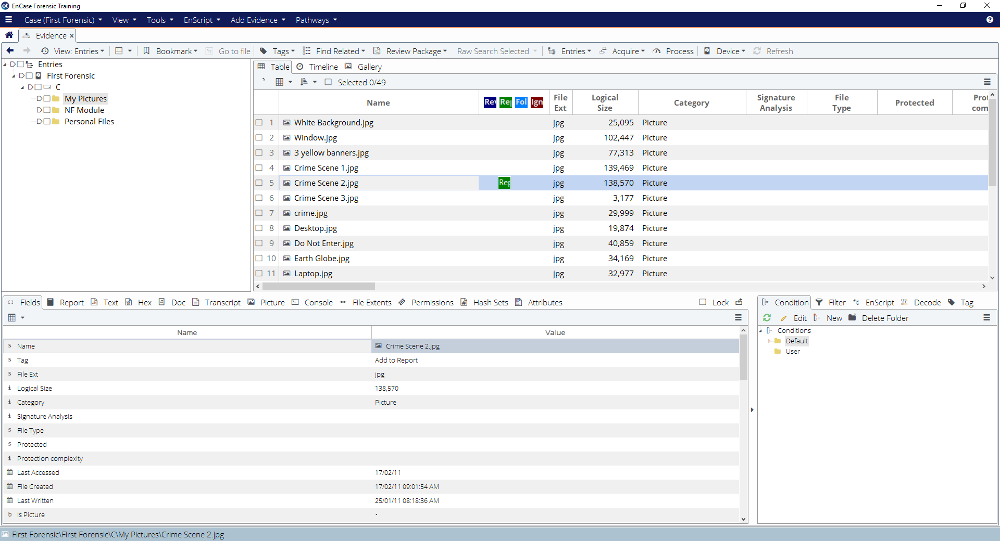 EnCase Forensic Training
Case (First Forensic) View Tools EnScript Add Evidence Pathways
Evidence
View: Entries Bookmark Go to file Tags Find Related Review Package Raw Search Selected Entries Acquire Process Device Refresh
Entries
First Forensic
C
My Pictures
NF Module
Personal Files
Table Timeline Gallery
Selected 0/49
Name Rev Rep Fol Ign File Ext Logical Size Category Signature Analysis File Type Protected Prot com
1 White Background.jpg jpg 25,095 Picture
2 Window.jpg jpg 102,447 Picture
3 3 yellow banners.jpg jpg 77,313 Picture
4 Crime Scene 1.jpg jpg 139,469 Picture
5 Crime Scene 2.jpg Rep jpg 138,570 Picture
6 Crime Scene 3.jpg jpg 3,177 Picture
7 crime.jpg jpg 29,999 Picture
8 Desktop.jpg jpg 19,874 Picture
9 Do Not Enter.jpg jpg 40,859 Picture
10 Earth Globe.jpg jpg 34,169 Picture
11 Laptop.jpg jpg 32,977 Picture
Fields Report Text Hex Doc Transcript Picture Console File Extents Permissions Hash Sets Attributes Lock
Name Value
s Name Crime Scene 2.jpg
s Tag Add to Report
s File Ext jpg
i Logical Size 138,570
i Category Picture
i Signature Analysis
s File Type
s Protected
i Protection complexity
Last Accessed 17/02/11
File Created 17/02/11 09:01:54 AM
Last Written 25/01/11 08:18:36 AM
b Is Picture ·
Condition Filter EnScript Decode Tag
Edit New Delete Folder
Conditions
Default
User
First Forensic\First Forensic\C\My Pictures\Crime Scene 2.jpg